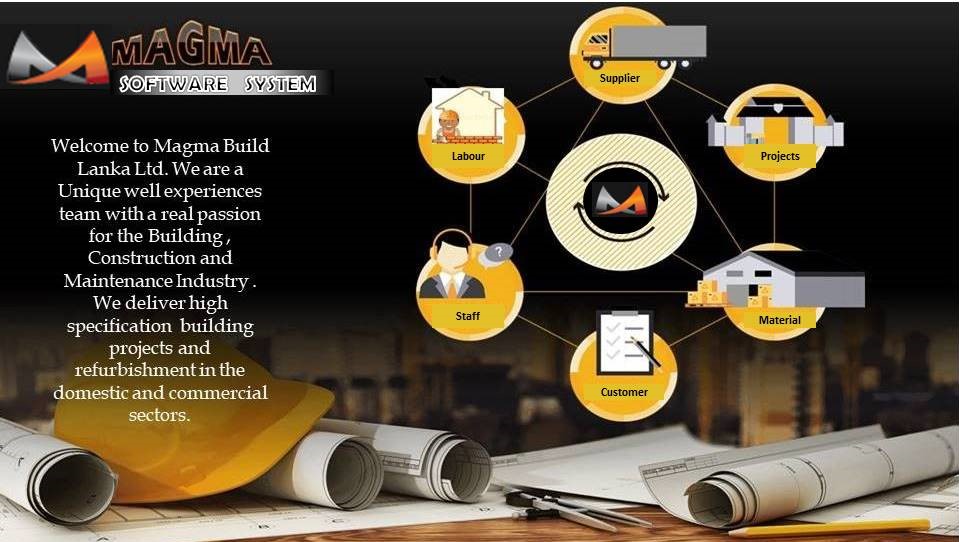 MAGMA
SOFTWARE SYSTEM
Welcome to Magma Build
Lanka Ltd. We are a
Unique well experiences
team with a real passion
for the Building ,
Construction and
Maintenance Industry .
We deliver high
specification building
projects and
refurbishment in the
domestic and commercial
sectors.
Supplier
Labour
Projects
?
Staff
Material
Customer